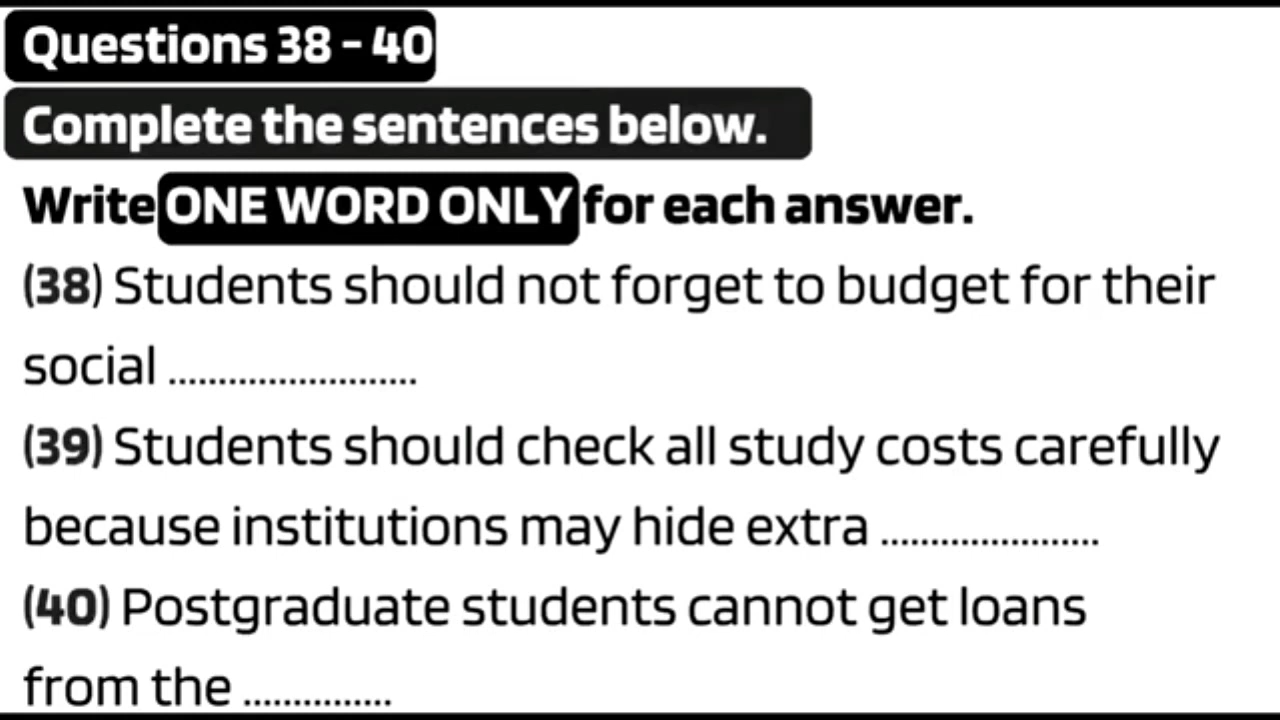 Questions 38 - 40
Complete the sentences below.
Write ONE WORD ONLY for each answer.
(38) Students should not forget to budget for their
social .........................
(39) Students should check all study costs carefully
because institutions may hide extra ......................
(40) Postgraduate students cannot get loans
from the ...............